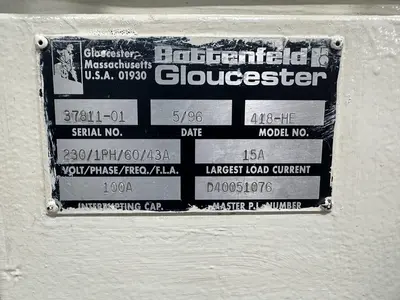 Gloucester,
Massachusetts
U.S.A. 01930
Battenfeld
Gloucester
37811-01 5/96 418-HE
SERIAL NO. DATE MODEL NO.
230/1PH/60/43A 15A
VOLT/PHASE/FREQ./F.L.A. LARGEST LOAD CURRENT
100A D40051076
INTERRUPTING CAP. MASTER P.L. NUMBER